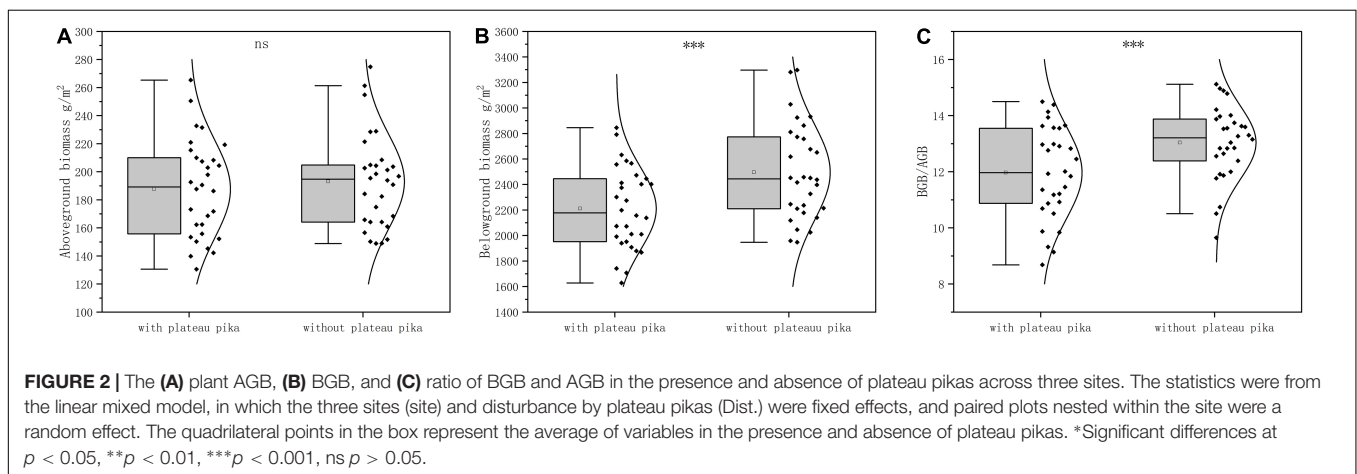 A
ns
Aboveground biomass g/m²
300
280
260
240
220
200
180
160
140
120
100
with plateau pika
without plateau pika
B
***
Belowground biomass g/m²
3600
3400
3200
3000
2800
2600
2400
2200
2000
1800
1600
1400
with plateau pika
without plateauu pika
C
***
BGB/AGB
16
14
12
10
8
with plateau pika
without plateau pika
FIGURE 2 | The (A) plant AGB, (B) BGB, and (C) ratio of BGB and AGB in the presence and absence of plateau pikas across three sites. The statistics were from
the linear mixed model, in which the three sites (site) and disturbance by plateau pikas (Dist.) were fixed effects, and paired plots nested within the site were a
random effect. The quadrilateral points in the box represent the average of variables in the presence and absence of plateau pikas. *Significant differences at
p < 0.05, **p < 0.01, ***p < 0.001, ns p > 0.05.